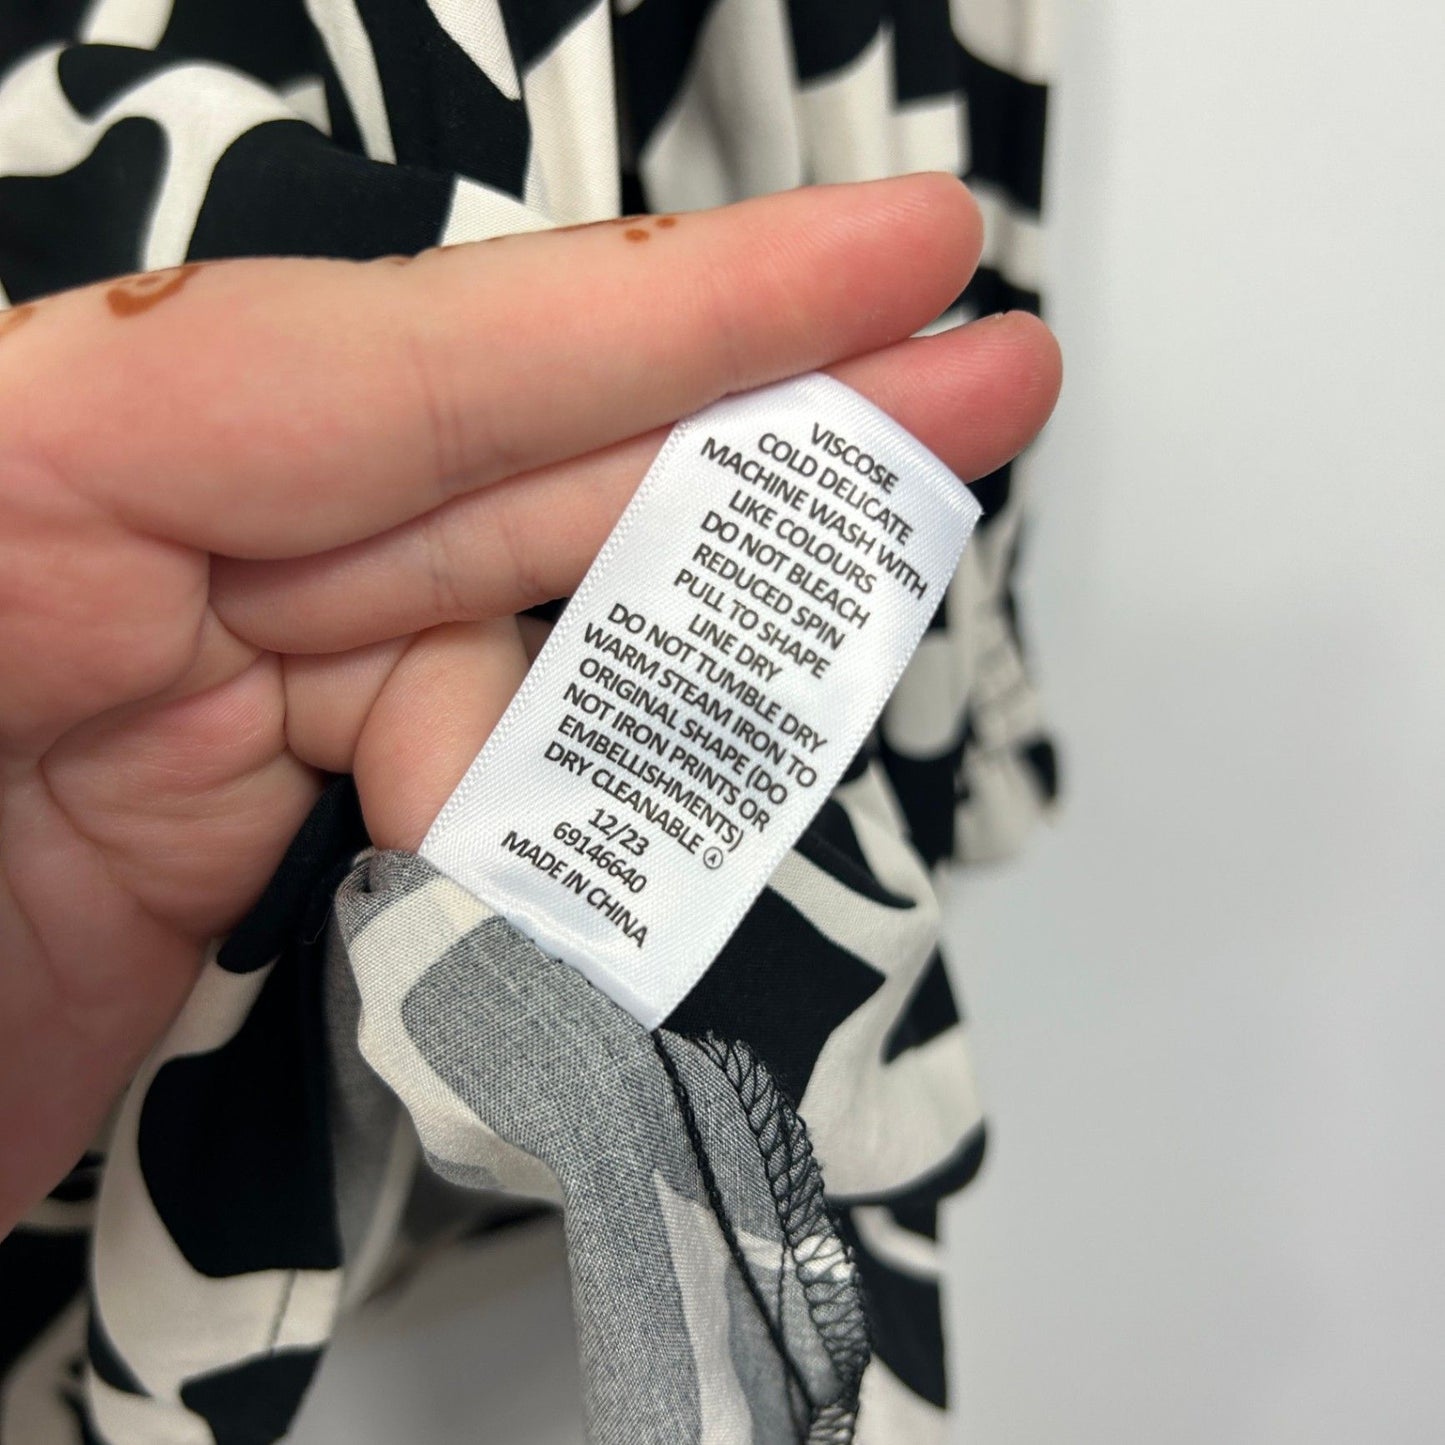 VISCOSE
COLD DELICATE
MACHINE WASH WITH
LIKE COLOURS
DO NOT BLEACH
REDUCED SPIN
PULL TO SHAPE
LINE DRY
DO NOT TUMBLE DRY
WARM STEAM IRON TO
ORIGINAL SHAPE (DO
NOT IRON PRINTS OR
EMBELLISHMENTS)
DRY CLEANABLE Ⓐ
12/23
69146640
MADE IN CHINA